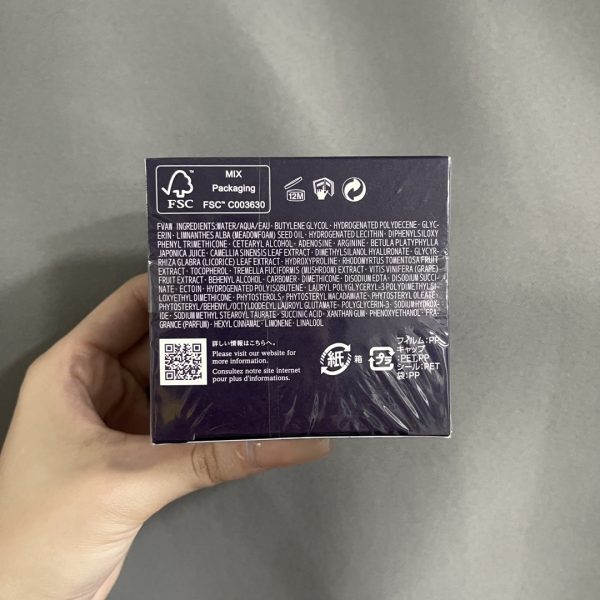 MIX
Packaging
FSC™ C003630
FSC
12M
FVAW INGREDIENTS:WATER/AQUA/EAU・BUTYLENE GLYCOL・HYDROGENATED POLYDECENE・GLYC-
ERIN・LIMNANTHES ALBA (MEADOWFOAM) SEED OIL・HYDROGENATED LECITHIN・DIPHENYLSILOXY
PHENYL TRIMETHICONE・CETEARYL ALCOHOL・ADENOSINE・ARGININE・BETULA PLATYPHYLLA
JAPONICA JUICE・CAMELLIA SINENSIS LEAF EXTRACT・DIMETHYLSILANOL HYALURONATE・GLYCYR-
RHIZA GLABRA (LICORICE) LEAF EXTRACT・HYDROXYPROLINE・RHODOMYRTUS TOMENTOSA FRUIT
EXTRACT・TOCOPHEROL・TREMELLA FUCIFORMIS (MUSHROOM) EXTRACT・VITIS VINIFERA (GRAPE)
FRUIT EXTRACT・BEHENYL ALCOHOL・CARBOMER・DIMETHICONE・DISODIUM EDTA・DISODIUM SUCCI-
NATE・ECTOIN・HYDROGENATED POLYISOBUTENE・LAURYL POLYGLYCERYL-3 POLYDIMETHYLSI-
LOXYETHYL DIMETHICONE・PHYTOSTEROLS・PHYTOSTERYL MACADAMIATE・PHYTOSTERYL OLEATE・
PHYTOSTERYL/BEHENYL/OCTYLDODECYL LAUROYL GLUTAMATE・POLYGLYCERIN-3・SODIUM HYDROX-
IDE・SODIUM METHYL STEAROYL TAURATE・SUCCINIC ACID・XANTHAN GUM・PHENOXYETHANOL・FRA-
GRANCE (PARFUM)・HEXYL CINNAMAL・LIMONENE・LINALOOL
詳しい情報はこちらへ。
Please visit our website for
more information.
Consultez notre site internet
pour plus d'informations.
紙 箱
プラ
フィルム:PP
キャップ
:PET,PP
シール:PET
袋:PP